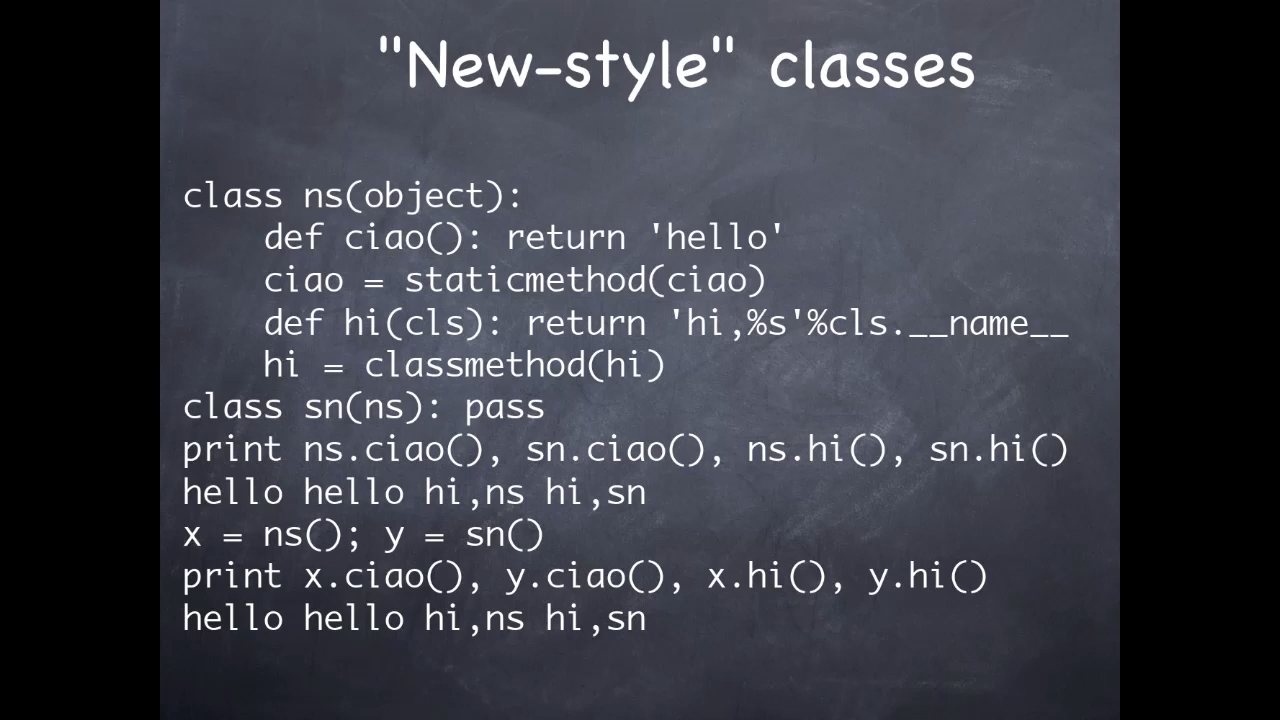 "New-style" classes
class ns(object):
    def ciao(): return 'hello'
    ciao = staticmethod(ciao)
    def hi(cls): return 'hi,%s'%cls.__name__
    hi = classmethod(hi)
class sn(ns): pass
print ns.ciao(), sn.ciao(), ns.hi(), sn.hi()
hello hello hi,ns hi,sn
x = ns(); y = sn()
print x.ciao(), y.ciao(), x.hi(), y.hi()
hello hello hi,ns hi,sn